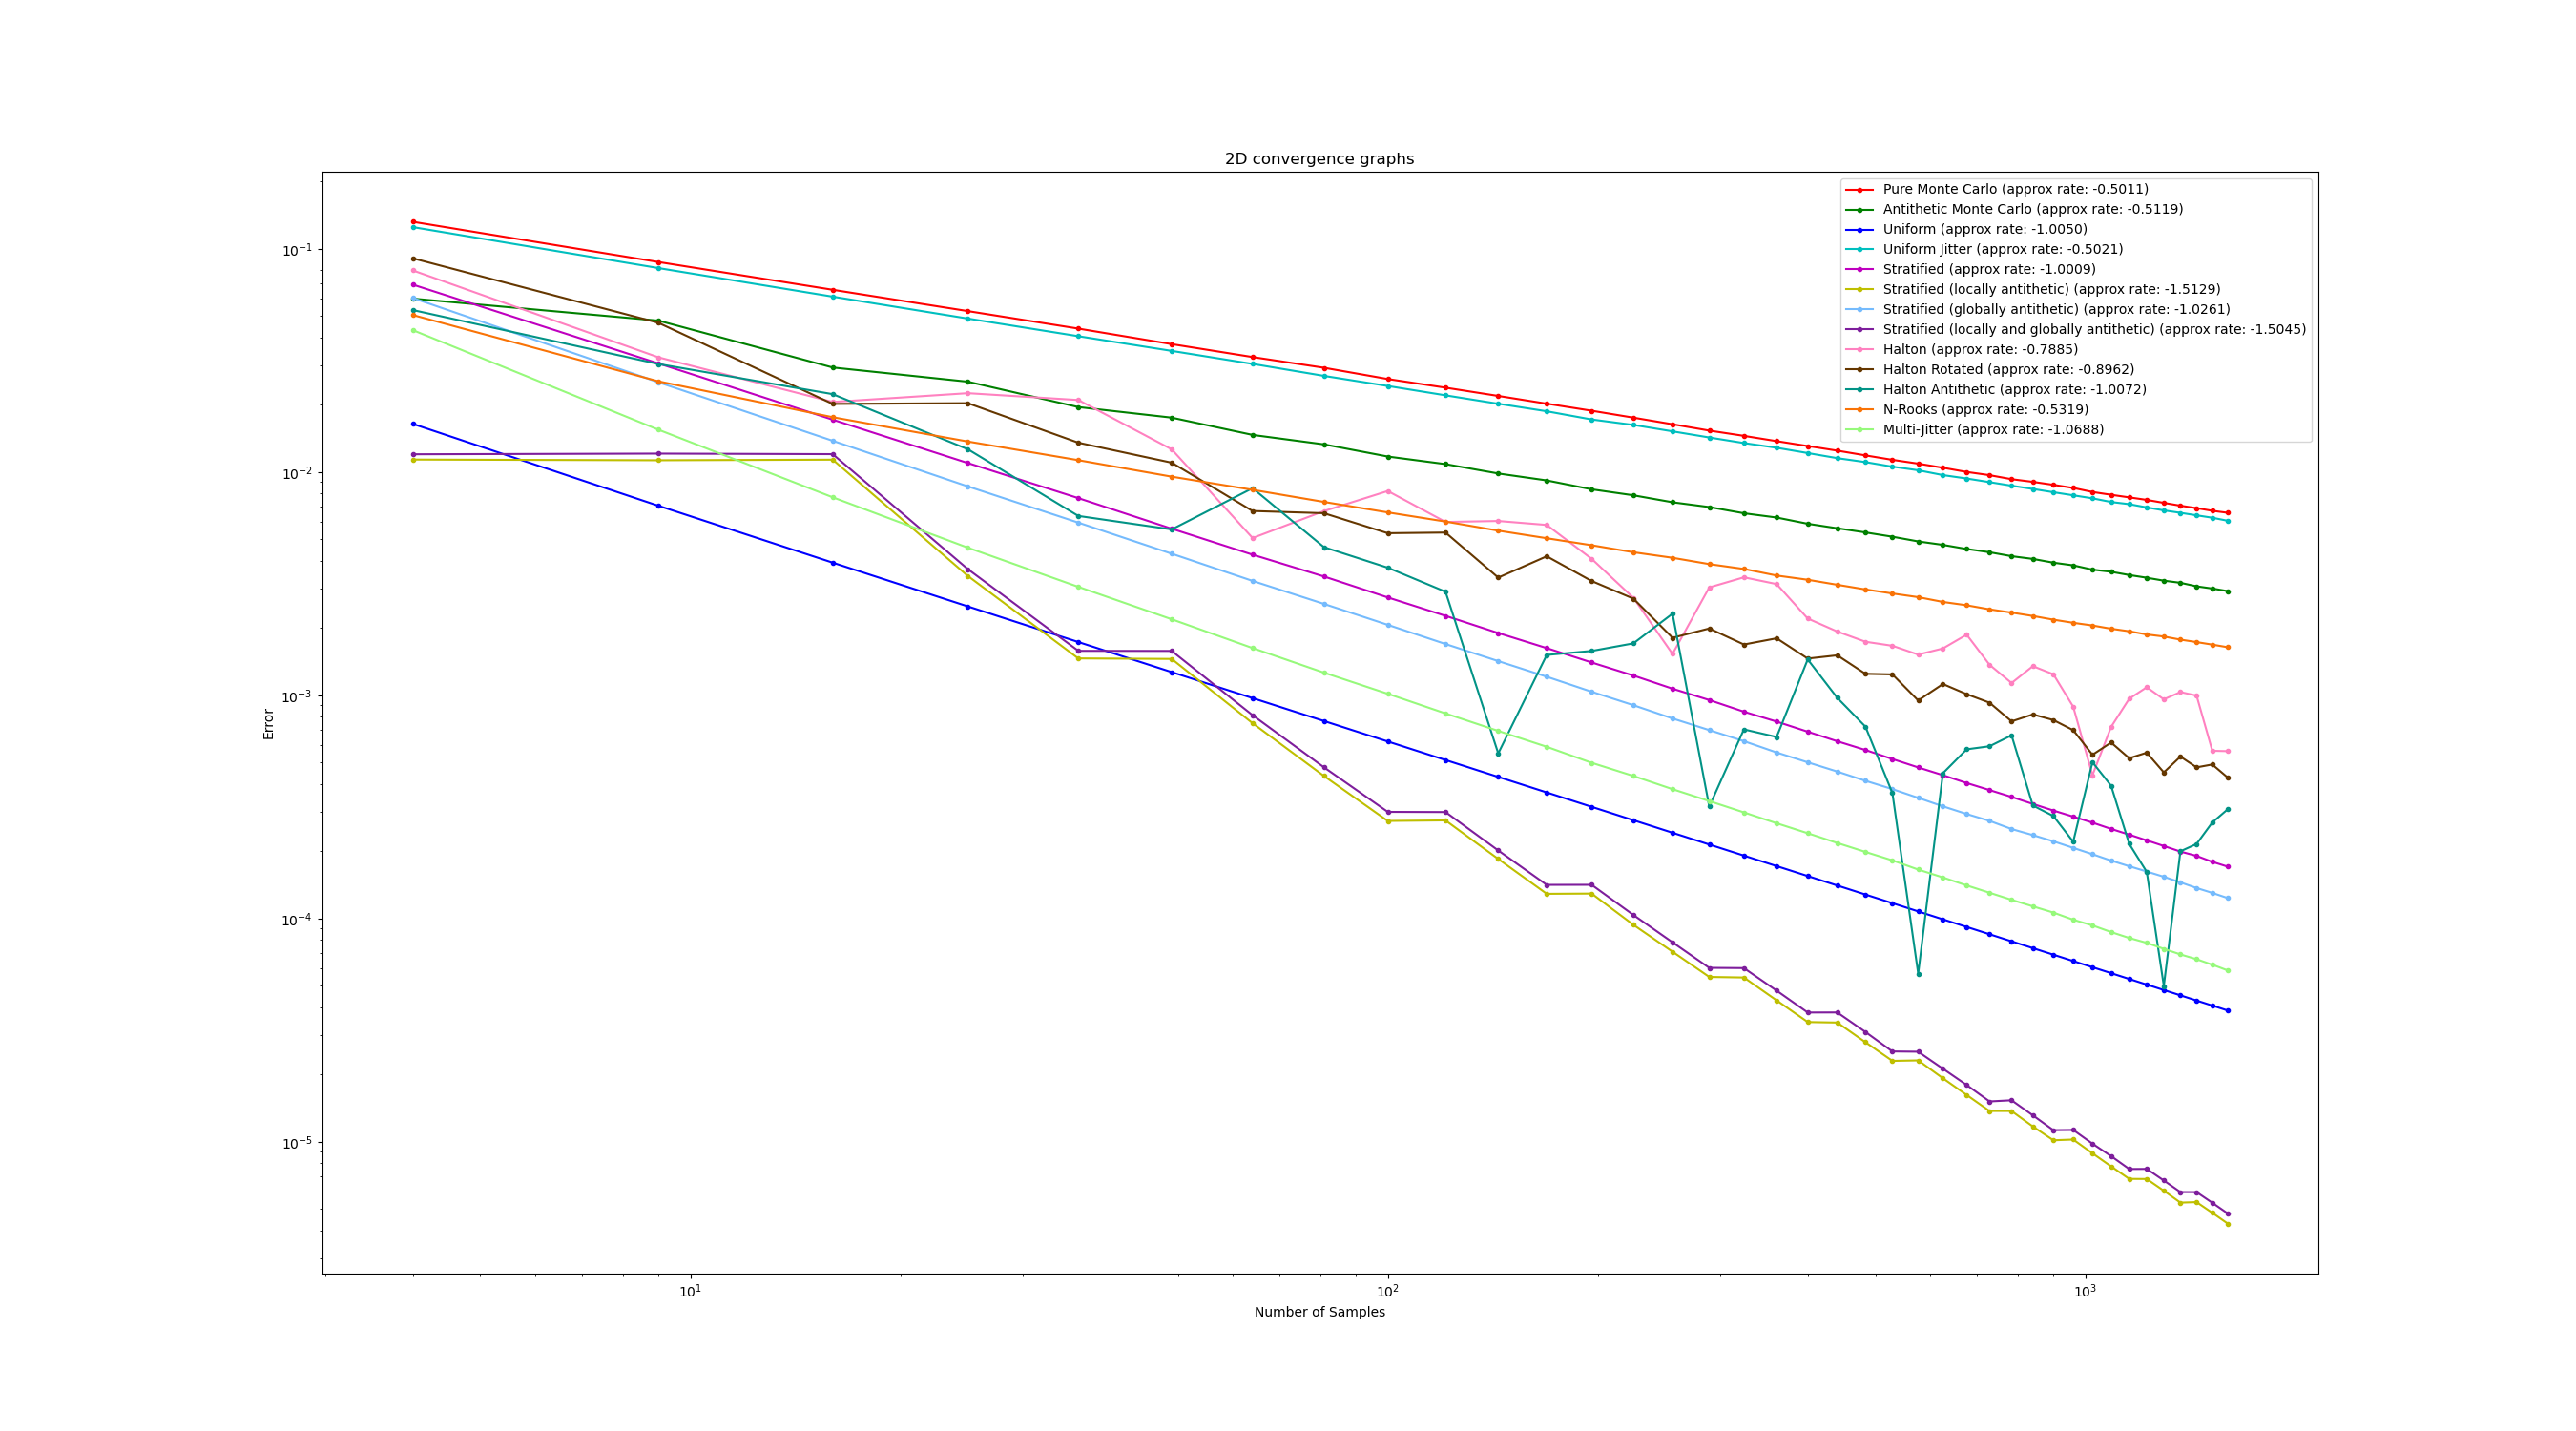 2D convergence graphs
Pure Monte Carlo (approx rate: -0.5011)
Antithetic Monte Carlo (approx rate: -0.5119)
Uniform (approx rate: -1.0050)
Uniform Jitter (approx rate: -0.5021)
Stratified (approx rate: -1.0009)
Stratified (locally antithetic) (approx rate: -1.5129)
Stratified (globally antithetic) (approx rate: -1.0261)
Stratified (locally and globally antithetic) (approx rate: -1.5045)
Halton (approx rate: -0.7885)
Halton Rotated (approx rate: -0.8962)
Halton Antithetic (approx rate: -1.0072)
N-Rooks (approx rate: -0.5319)
Multi-Jitter (approx rate: -1.0688)
10⁻¹
10⁻²
10⁻³
10⁻⁴
10⁻⁵
Error
10¹
10²
10³
Number of Samples